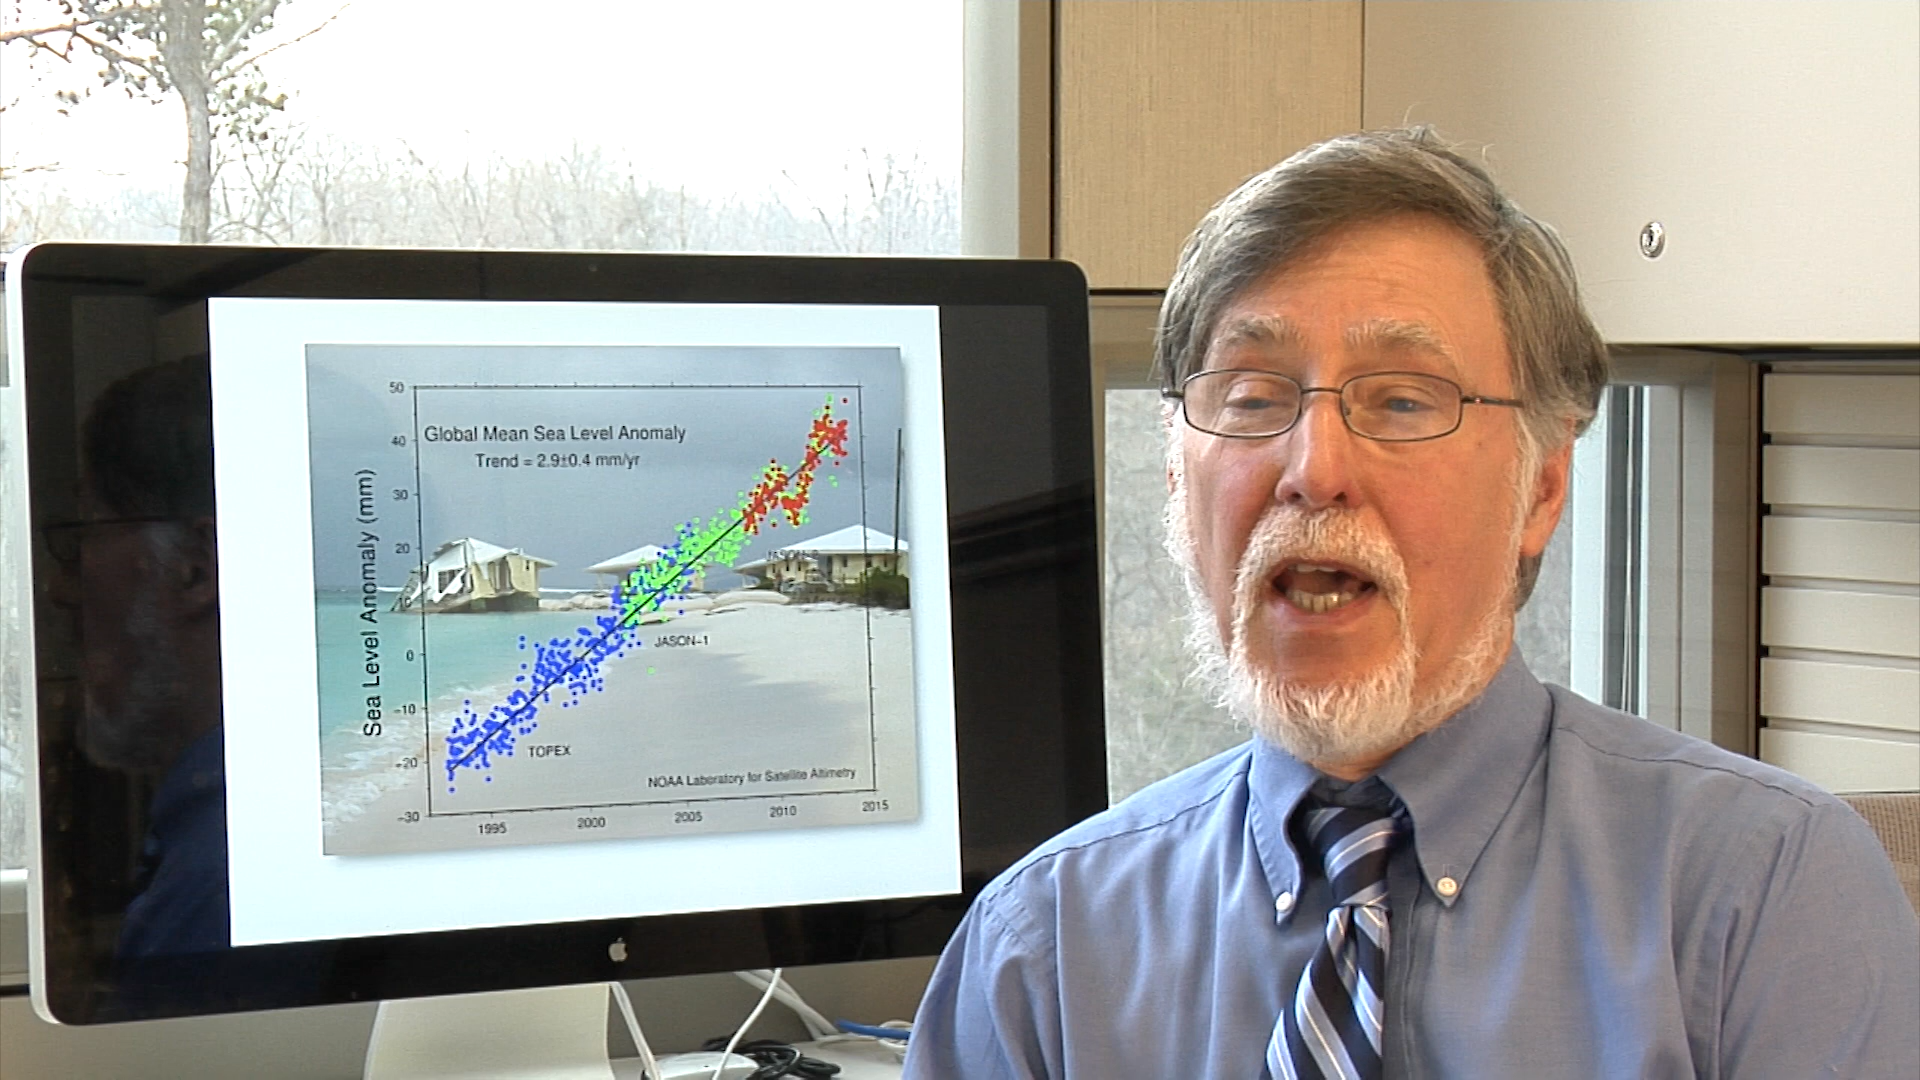 50
Global Mean Sea Level Anomaly
40
Trend = 2.9±0.4 mm/yr
30
Sea Level Anomaly (mm)
20
JASON-2
10
0
JASON-1
-10
TOPEX
-20
NOAA Laboratory for Satellite Altimetry
-30
1995 2000 2005 2010 2015